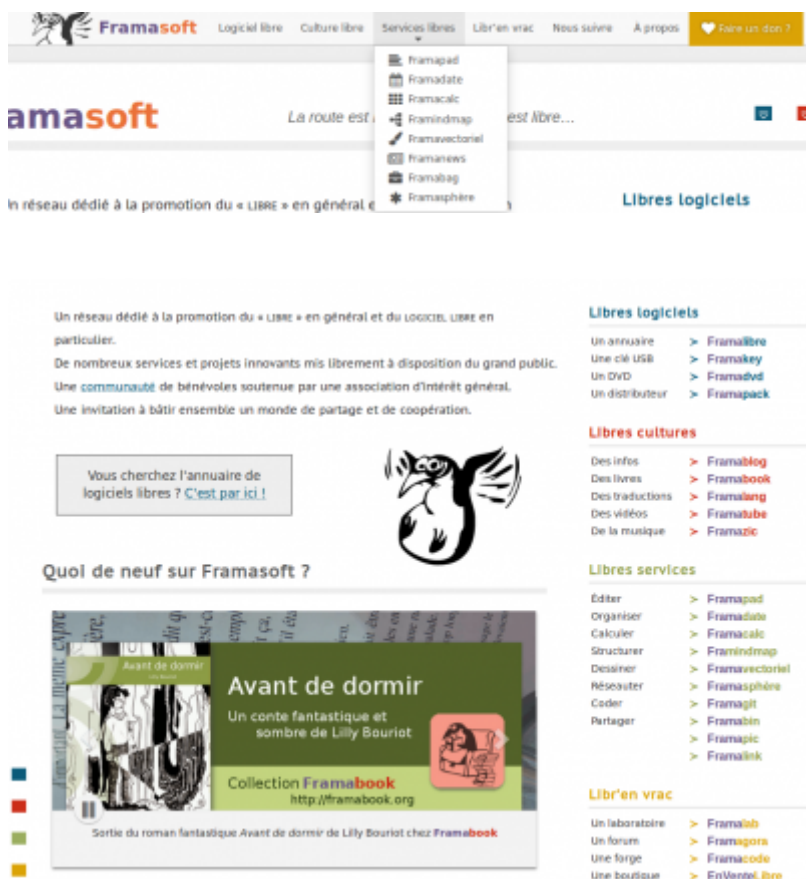 Framasoft Logiciel libre Culture libre Services libres Libr'en vrac Nous suivre À propos Faire un don ?
Framapad
Framadate
Framacalc
Framindmap
Framavectoriel
Framanews
Framabag
Framasphère
amasoft
La route est
est libre…
n réseau dédié à la promotion du « LIBRE » en général e
Libres logiciels
Un réseau dédié à la promotion du « LIBRE » en général et du LOGICIEL LIBRE en
particulier.
De nombreux services et projets innovants mis librement à disposition du grand public.
Une communauté de bénévoles soutenue par une association d'intérêt général.
Une invitation à bâtir ensemble un monde de partage et de coopération.
Vous cherchez l'annuaire de
logiciels libres ? C'est par ici !
Quoi de neuf sur Framasoft ?
Avant de dormir
Avant de dormir
Un conte fantastique et
sombre de Lilly Bouriot
Collection Framabook
http://framabook.org
Sortie du roman fantastique Avant de dormir de Lilly Bouriot chez Framabook
Libres logiciels
Un annuaire > Framalibre
Une clé USB > Framakey
Un DVD > Framadvd
Un distributeur > Framapack
Libres cultures
Des infos > Framablog
Des livres > Framabook
Des traductions > Framalang
Des vidéos > Framatube
De la musique > Framazic
Libres services
Éditer > Framapad
Organiser > Framadate
Calculer > Framacalc
Structurer > Framindmap
Dessiner > Framavectoriel
Réseauter > Framasphère
Coder > Framagit
Partager > Framabin
> Framapic
> Framalink
Libr'en vrac
Un laboratoire > Framalab
Un forum > Framagora
Une forge > Framacode
Une boutique > EnVenteLibre